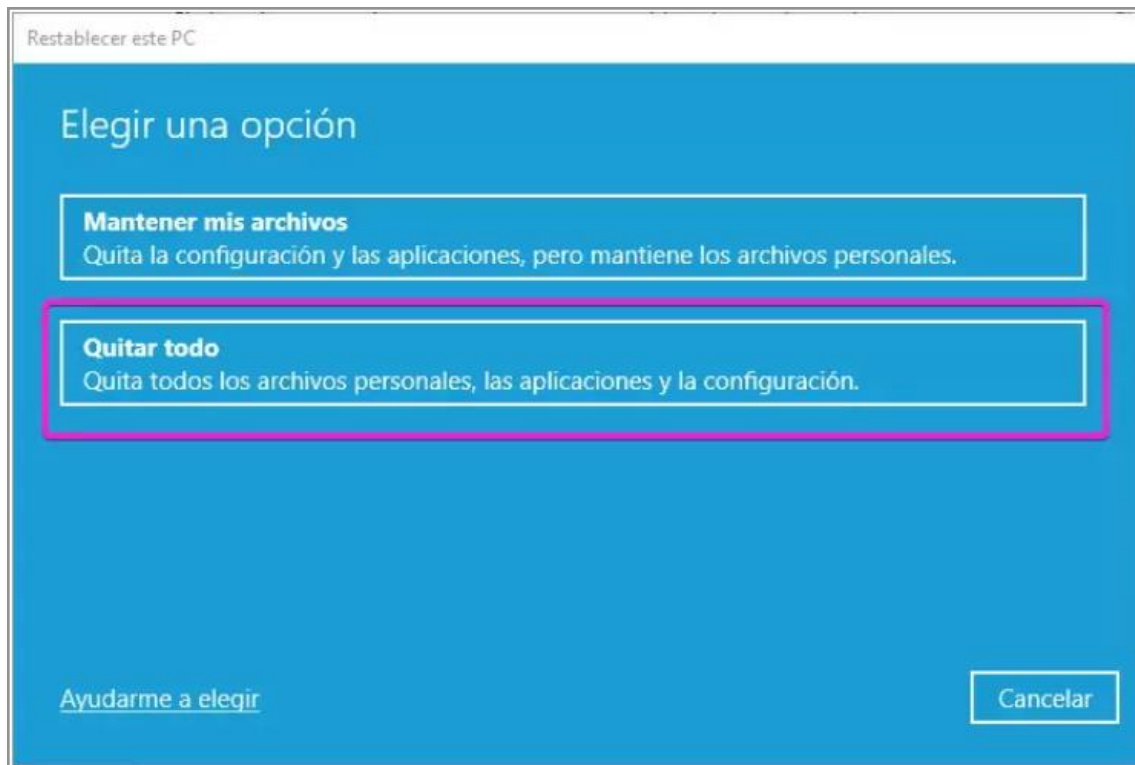 Restablecer este PC
Elegir una opción
Mantener mis archivos
Quita la configuración y las aplicaciones, pero mantiene los archivos personales.
Quitar todo
Quita todos los archivos personales, las aplicaciones y la configuración.
Ayudarme a elegir
Cancelar